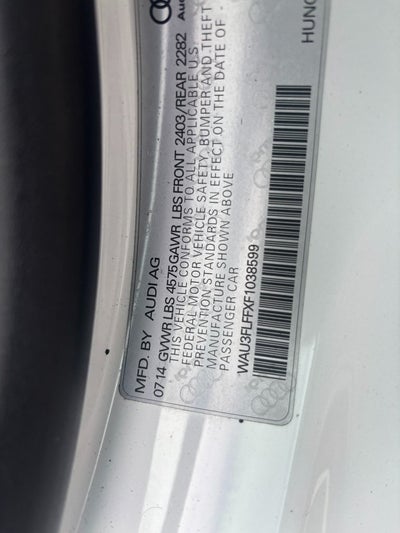 MFD. BY AUDI AG
07.14 GVWR LBS 4575 GAWR LBS FRONT 2403/REAR 2282
THIS VEHICLE CONFORMS TO ALL APPLICABLE U.S.
FEDERAL MOTOR VEHICLE SAFETY, BUMPER AND THEFT
PREVENTION STANDARDS IN EFFECT ON THE DATE OF
MANUFACTURE SHOWN ABOVE
PASSENGER CAR
WAU3FLFFXF1038599